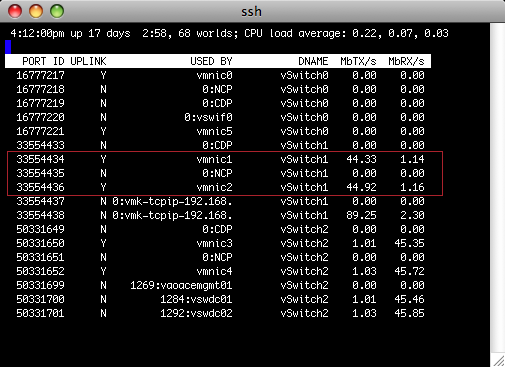 ssh
4:12:00pm up 17 days 2:58, 68 worlds; CPU load average: 0.22, 0.07, 0.03
PORT ID UPLINK USED BY DNAME MbTX/s MbRX/s
16777217 Y vmnic0 vSwitch0 0.00 0.00
16777218 N 0:NCP vSwitch0 0.00 0.00
16777219 N 0:CDP vSwitch0 0.00 0.00
16777220 N 0:vswif0 vSwitch0 0.00 0.00
16777221 Y vmnic5 vSwitch0 0.00 0.00
33554433 N 0:CDP vSwitch1 0.00 0.00
33554434 Y vmnic1 vSwitch1 44.33 1.14
33554435 N 0:NCP vSwitch1 0.00 0.00
33554436 Y vmnic2 vSwitch1 44.92 1.16
33554437 N 0:vmk-tcpip-192.168. vSwitch1 0.00 0.00
33554438 N 0:vmk-tcpip-192.168. vSwitch1 89.25 2.30
50331649 N 0:CDP vSwitch2 0.00 0.00
50331650 Y vmnic3 vSwitch2 1.01 45.35
50331651 N 0:NCP vSwitch2 0.00 0.00
50331652 Y vmnic4 vSwitch2 1.03 45.72
50331699 N 1269:vaoacemgmt01 vSwitch2 0.00 0.00
50331700 N 1284:vswdc01 vSwitch2 1.01 45.46
50331701 N 1292:vswdc02 vSwitch2 1.03 45.85